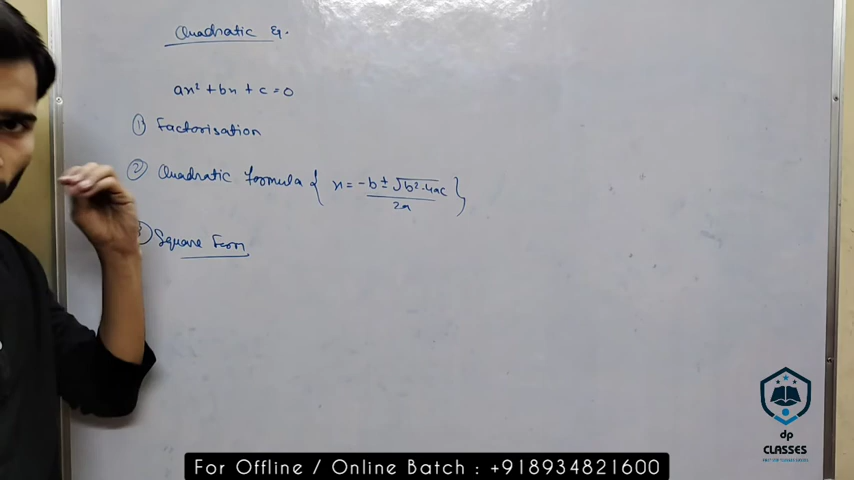 Quadratic Eq.
ax² + bx + c = 0
① Factorisation
② Quadratic formula { x = -b ± √b²-4ac / 2a }
③ Square Form
dp
CLASSES
For Offline / Online Batch : +918934821600